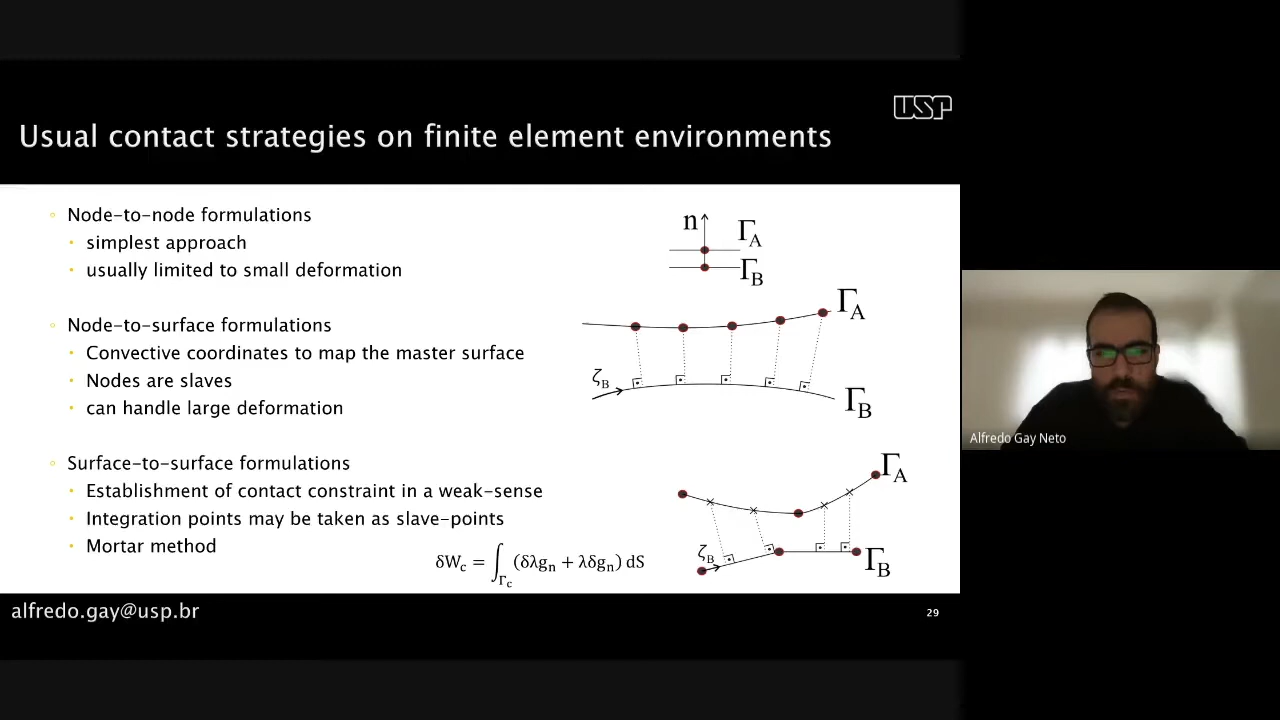 USP
Usual contact strategies on finite element environments
Node-to-node formulations
simplest approach
usually limited to small deformation
n
Γ_A
Γ_B
Node-to-surface formulations
Convective coordinates to map the master surface
Nodes are slaves
can handle large deformation
Γ_A
ζ_B
Γ_B
Surface-to-surface formulations
Establishment of contact constraint in a weak-sense
Integration points may be taken as slave-points
Mortar method
δW_c = ∫_Γc (δλg_n + λδg_n) dS
Γ_A
ζ_B
Γ_B
alfredo.gay@usp.br
29
Alfredo Gay Neto